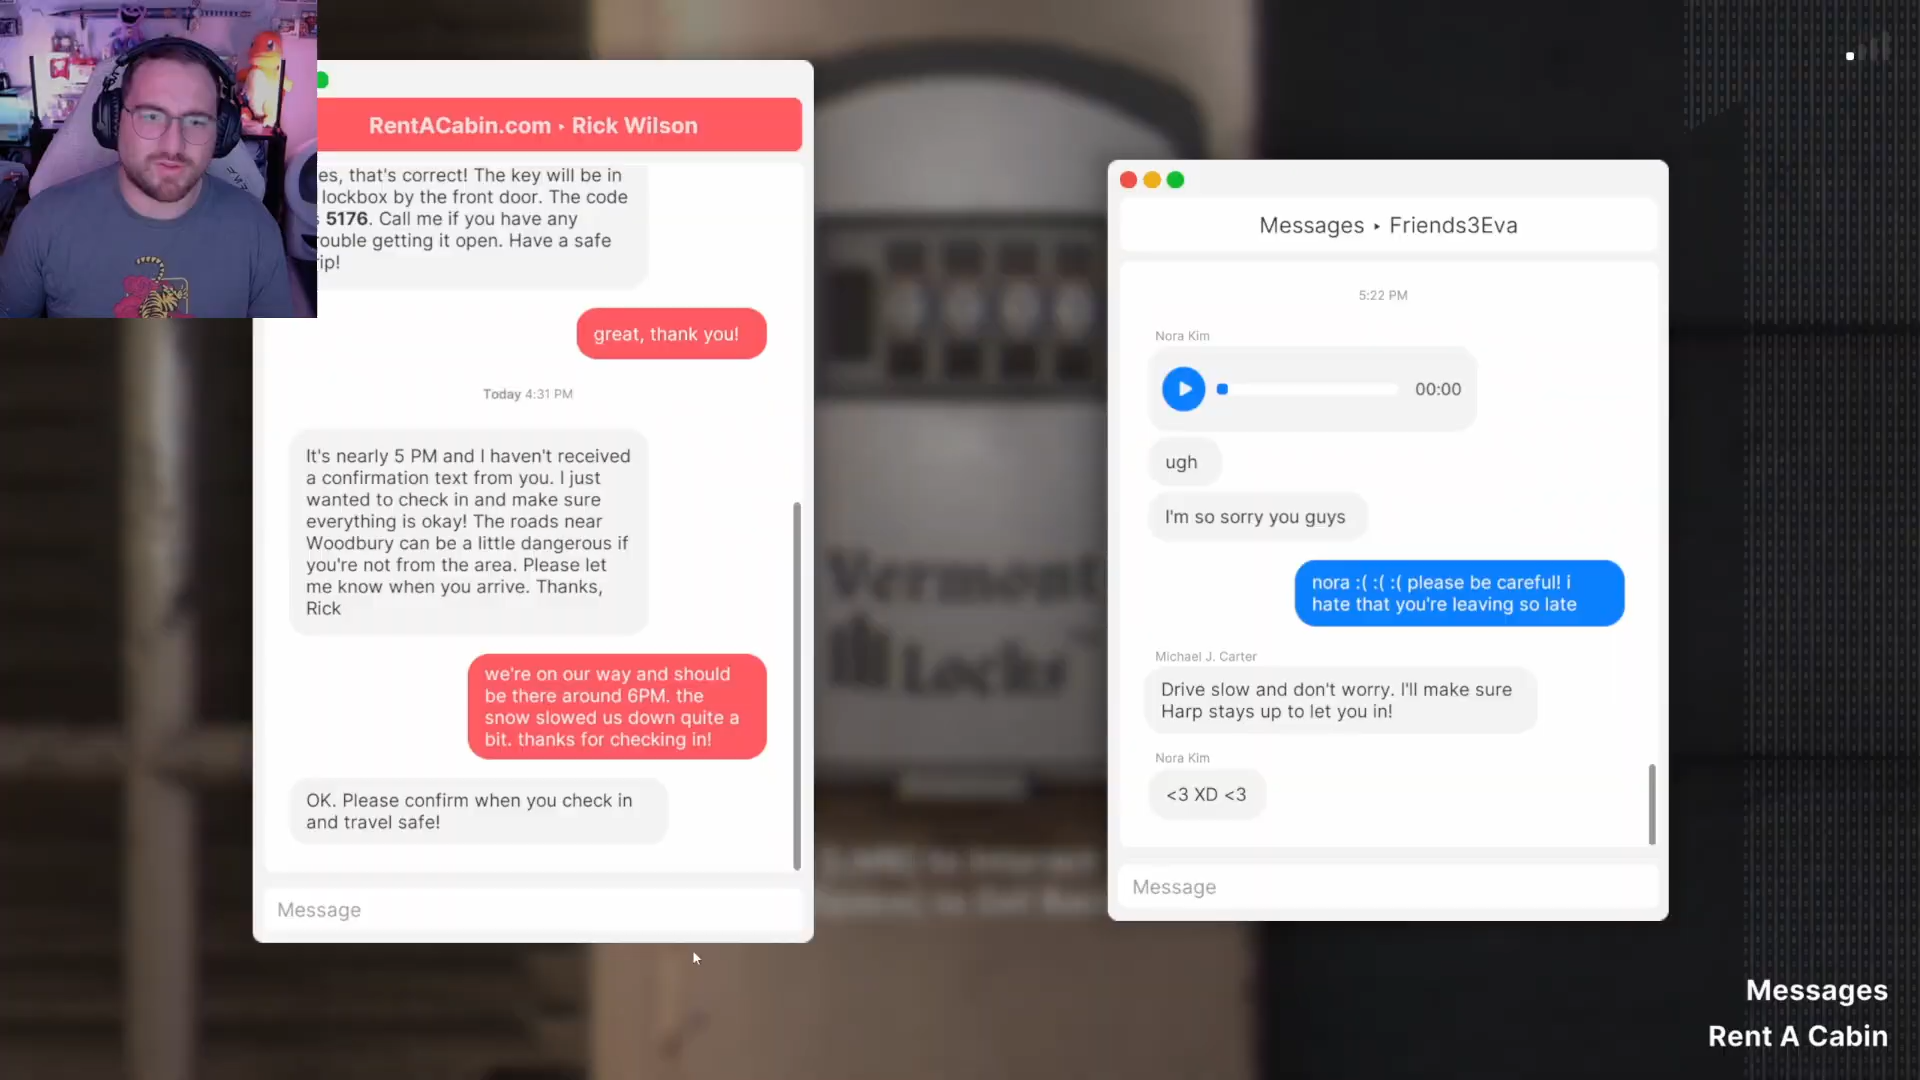 RentACabin.com ‣ Rick Wilson
es, that's correct! The key will be in
lockbox by the front door. The code
5176. Call me if you have any
rouble getting it open. Have a safe
rip!
great, thank you!
Today 4:31 PM
It's nearly 5 PM and I haven't received
a confirmation text from you. I just
wanted to check in and make sure
everything is okay! The roads near
Woodbury can be a little dangerous if
you're not from the area. Please let
me know when you arrive. Thanks,
Rick
we're on our way and should
be there around 6PM. the
snow slowed us down quite a
bit. thanks for checking in!
OK. Please confirm when you check in
and travel safe!
Message
Vermont
Locks
Messages ‣ Friends3Eva
5:22 PM
Nora Kim
00:00
ugh
I'm so sorry you guys
nora :( :( :( please be careful! i
hate that you're leaving so late
Michael J. Carter
Drive slow and don't worry. I'll make sure
Harp stays up to let you in!
Nora Kim
<3 XD <3
Message
Messages
Rent A Cabin